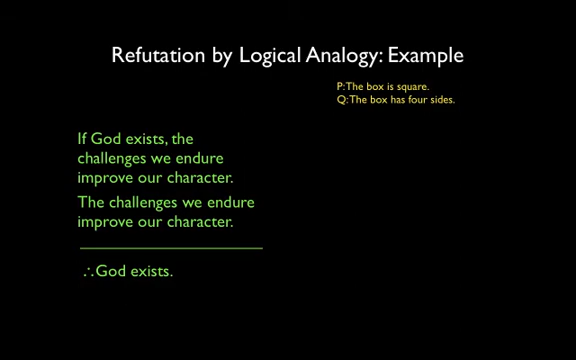 Refutation by Logical Analogy: Example
P: The box is square.
Q: The box has four sides.
If God exists, the
challenges we endure
improve our character.
The challenges we endure
improve our character.
∴God exists.